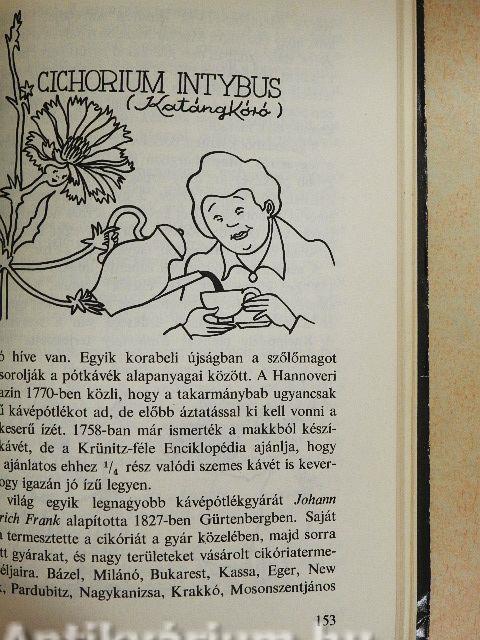 CICHORIUM INTYBUS
(Katángkóró)
ó híve van. Egyik korabeli újságban a szőlőmagot
sorolják a pótkávék alapanyagai között. A Hannoveri
azin 1770-ben közli, hogy a takarmánybab ugyancsak
ű kávépótlékot ad, de előbb áztatással ki kell vonni a
keserű ízét. 1758-ban már ismerték a makkból készí-
kávét, de a Krünitz-féle Enciklopédia ajánlja, hogy
ajánlatos ehhez 1/4 rész valódi szemes kávét is kever-
ogy igazán jó ízű legyen.
világ egyik legnagyobb kávépótlékgyárát Johann
rich Frank alapította 1827-ben Gürtenbergben. Saját
termesztette a cikóriát a gyár közelében, majd sorra
tt gyárakat, és nagy területeket vásárolt cikóriaterme-
éljaira. Bázel, Milánó, Bukarest, Kassa, Eger, New
k, Pardubitz, Nagykanizsa, Krakkó, Mosonszentjános
153
Antikvárium.hu